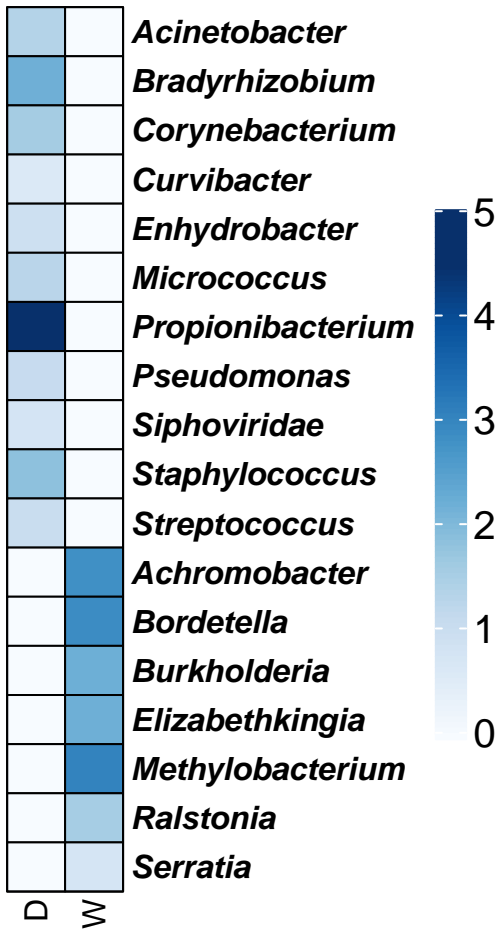 Acinetobacter
Bradyrhizobium
Corynebacterium
Curvibacter
Enhydrobacter
Micrococcus
Propionibacterium
Pseudomonas
Siphoviridae
Staphylococcus
Streptococcus
Achromobacter
Bordetella
Burkholderia
Elizabethkingia
Methylobacterium
Ralstonia
Serratia
D
W
5
4
3
2
1
0